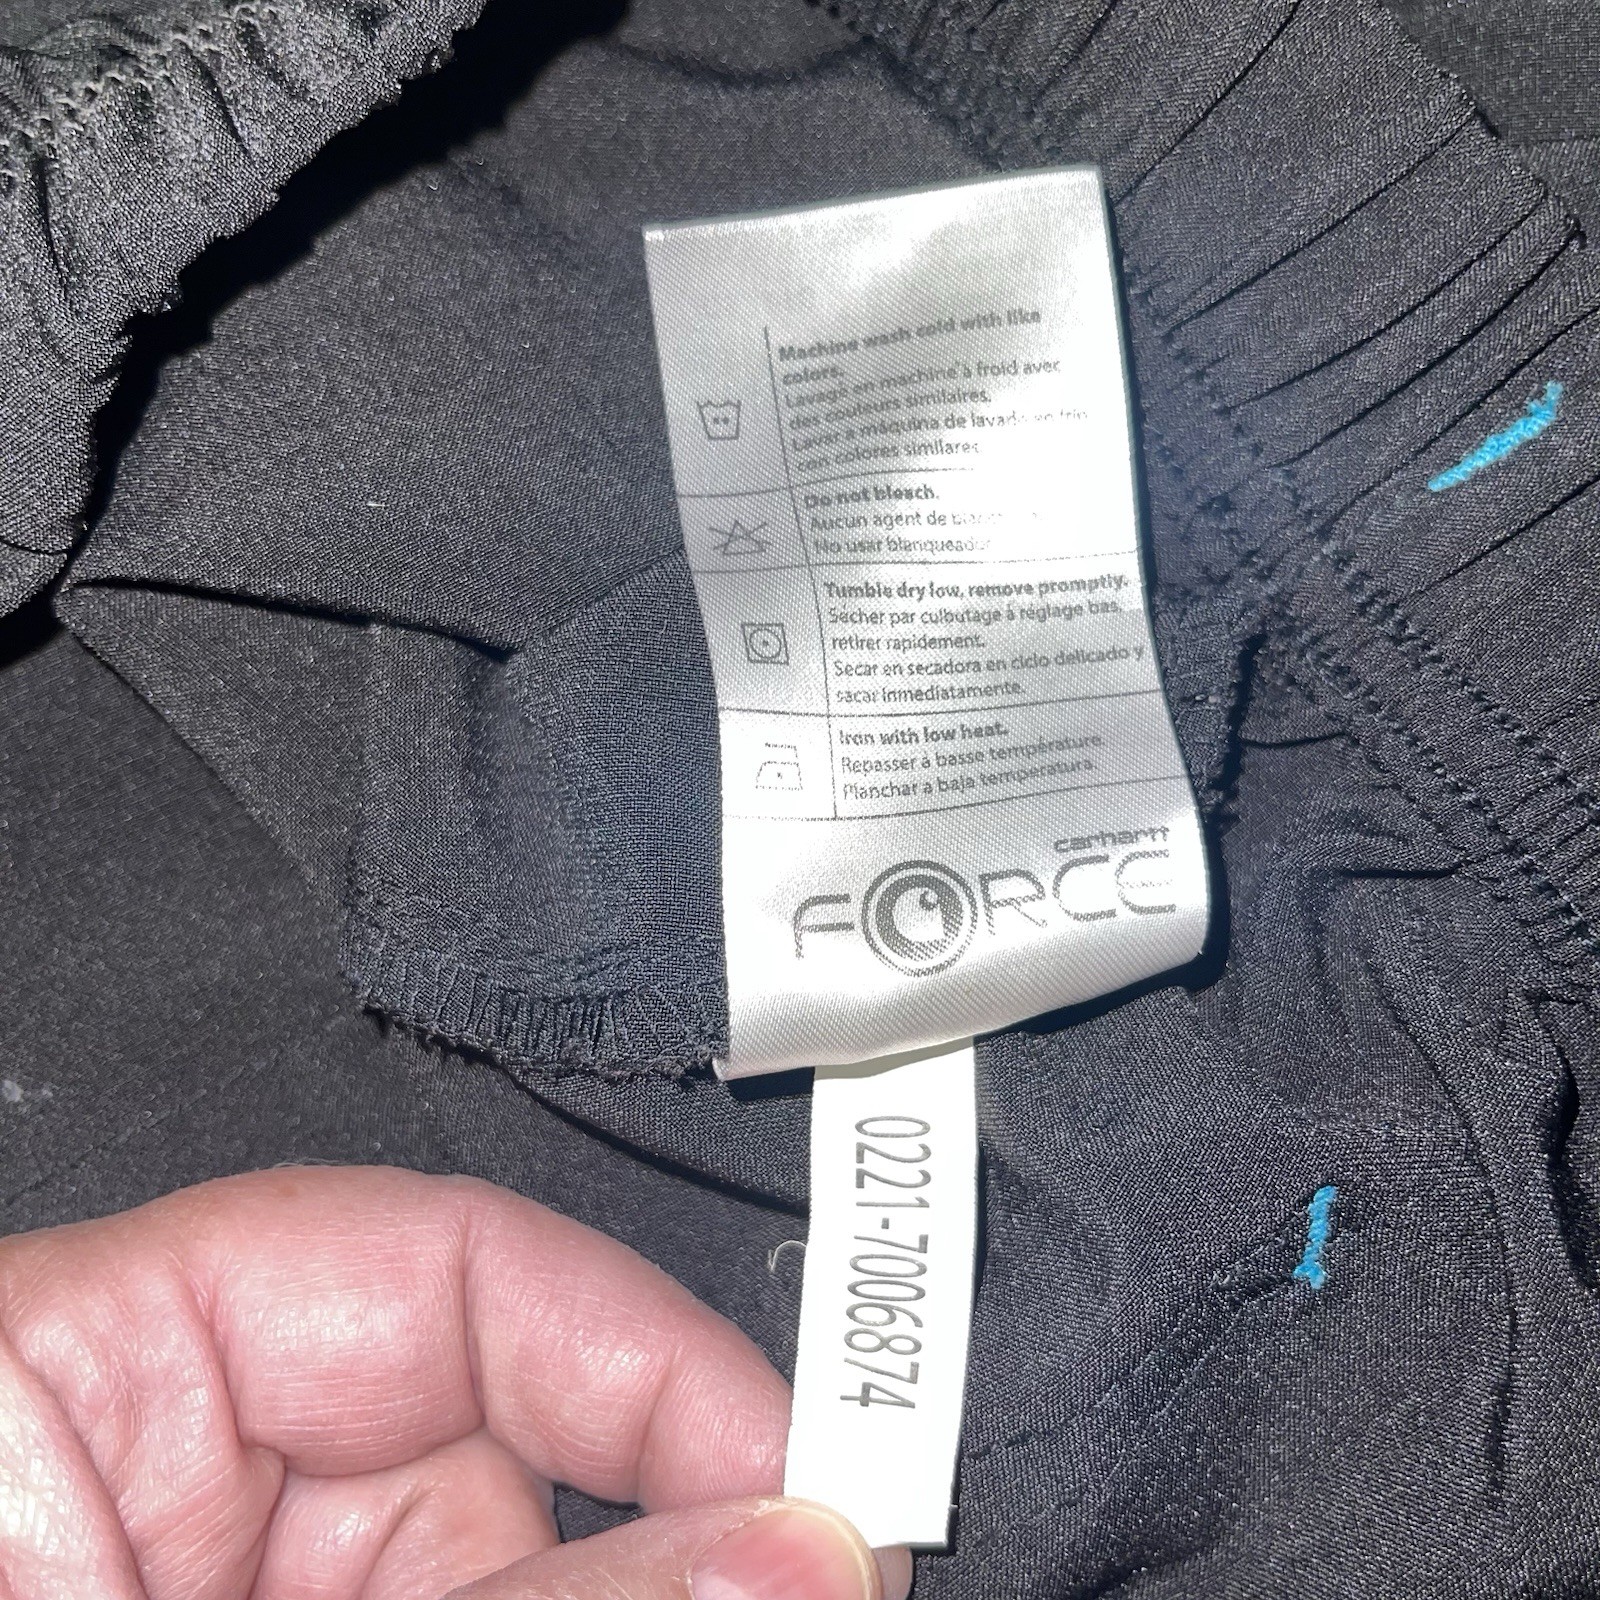 Machine wash cold with like
colors.
Lavage en machine à froid avec
des couleurs similaires.
Lavar a máquina de lavado en frío
con colores similares
Do not bleach.
Aucun agent de
No usar blanqueador
Tumble dry low, remove promptly.
Sécher par culbutage à réglage bas,
retirer rapidement.
Secar en secadora en ciclo delicado y
sacar inmediatamente.
Iron with low heat.
Repasser à basse température.
Planchar a baja temperatura
carhartt
FORCE
0221-7006874